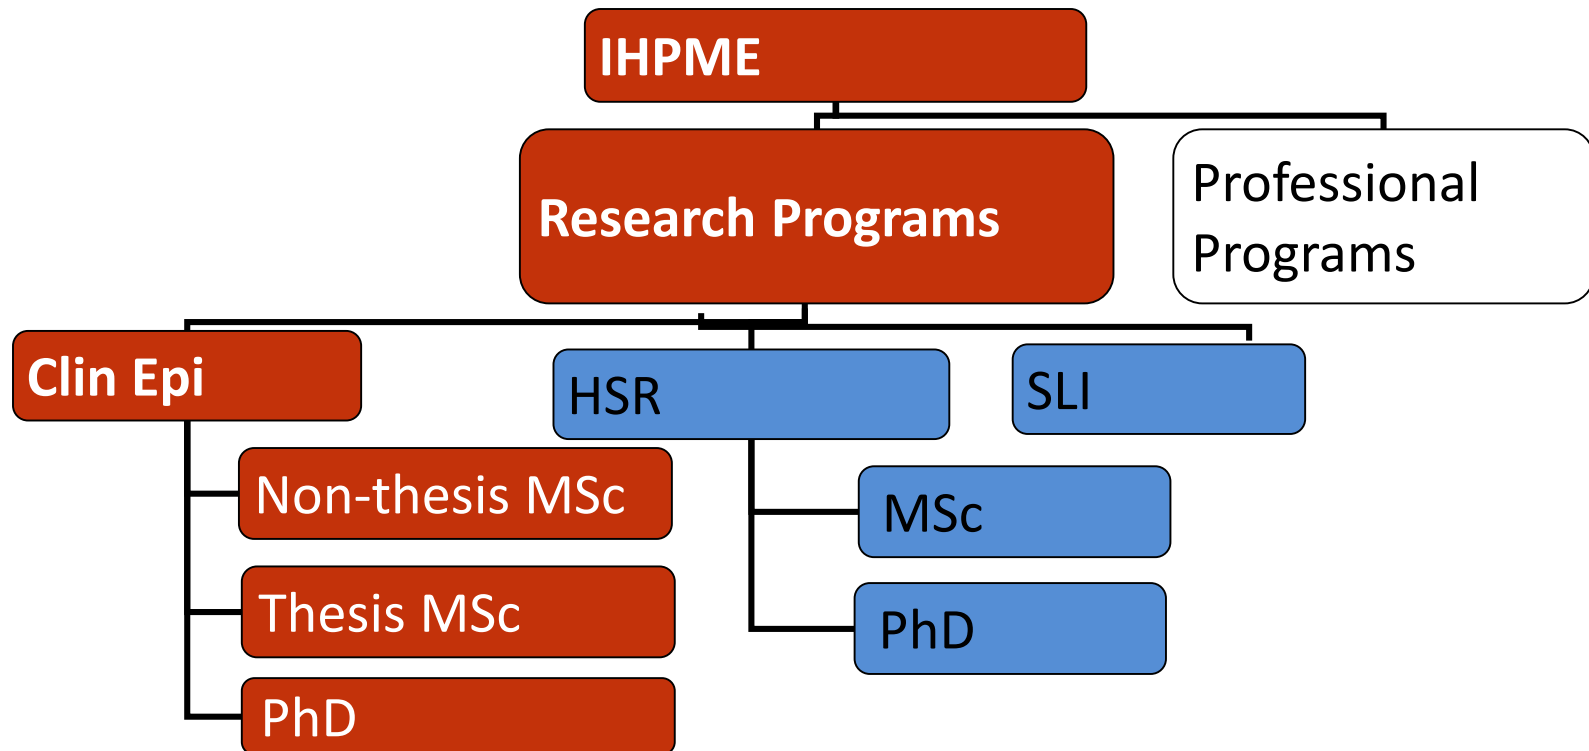 IHPME
Research Programs
Professional
Programs
Clin Epi
HSR
SLI
Non-thesis MSc
MSc
Thesis MSc
PhD
PhD